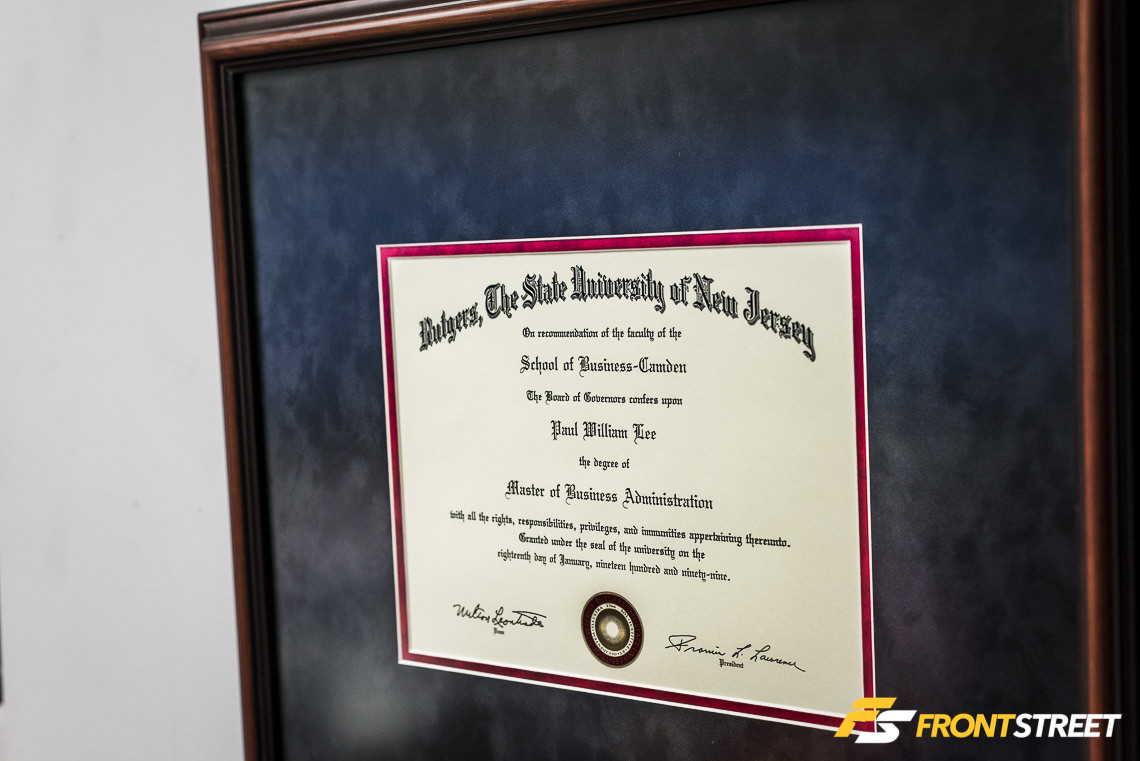 Rutgers, The State University of New Jersey
On recommendation of the faculty of the
School of Business-Camden
The Board of Governors confers upon
Paul William Lee
the degree of
Master of Business Administration
with all the rights, responsibilities, privileges, and immunities appertaining thereunto.
Granted under the seal of the university on the
eighteenth day of January, nineteen hundred and ninety-nine.
Dean
Francis L. Lawrence
President
FS FRONTSTREET